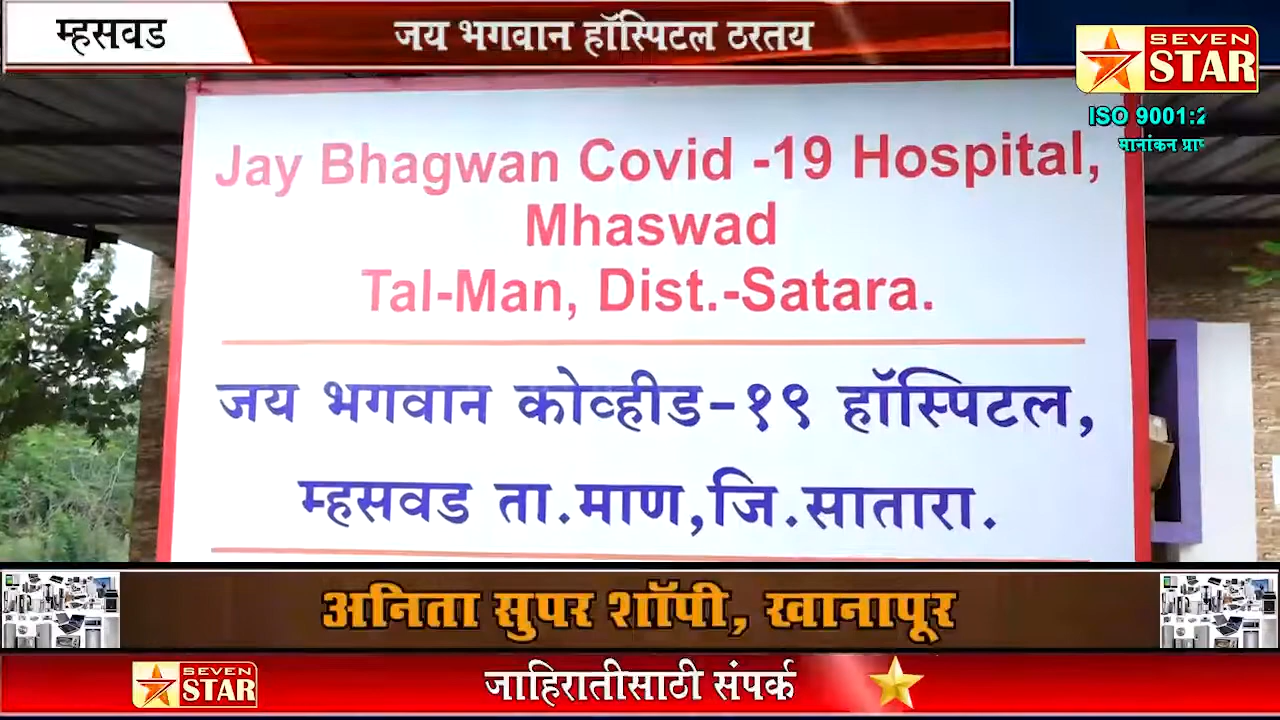 म्हसवड
जय भगवान हॉस्पिटल ठरतय
SEVEN
STAR
ISO 9001:2
मानांकन प्राप्
Jay Bhagwan Covid -19 Hospital,
Mhaswad
Tal-Man, Dist.-Satara.
जय भगवान कोव्हीड-१९ हॉस्पिटल,
म्हसवड ता.माण,जि.सातारा.
अनिता सुपर शॉपी, खानापूर
SEVEN
STAR
जाहिरातीसाठी संपर्क